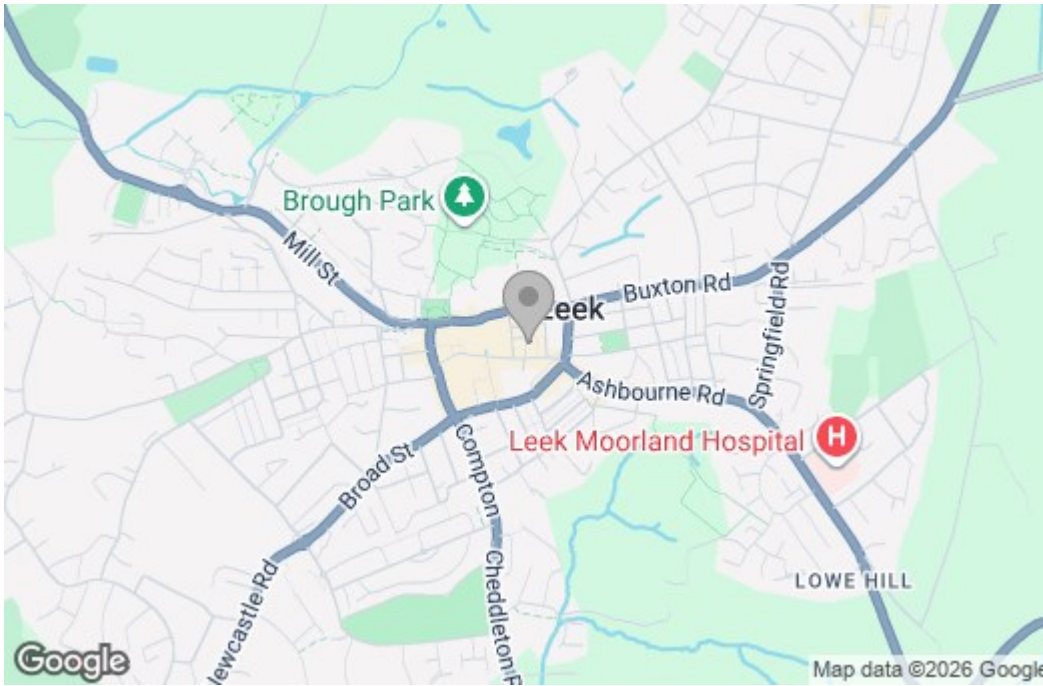 Brough Park
Mill St
Buxton Rd
Leek
Springfield Rd
Ashbourne Rd
Leek Moorland Hospital
H
Broad St
Compton
Cheddleton R
Newcastle Rd
LOWE HILL
Google
Map data ©2026 Google